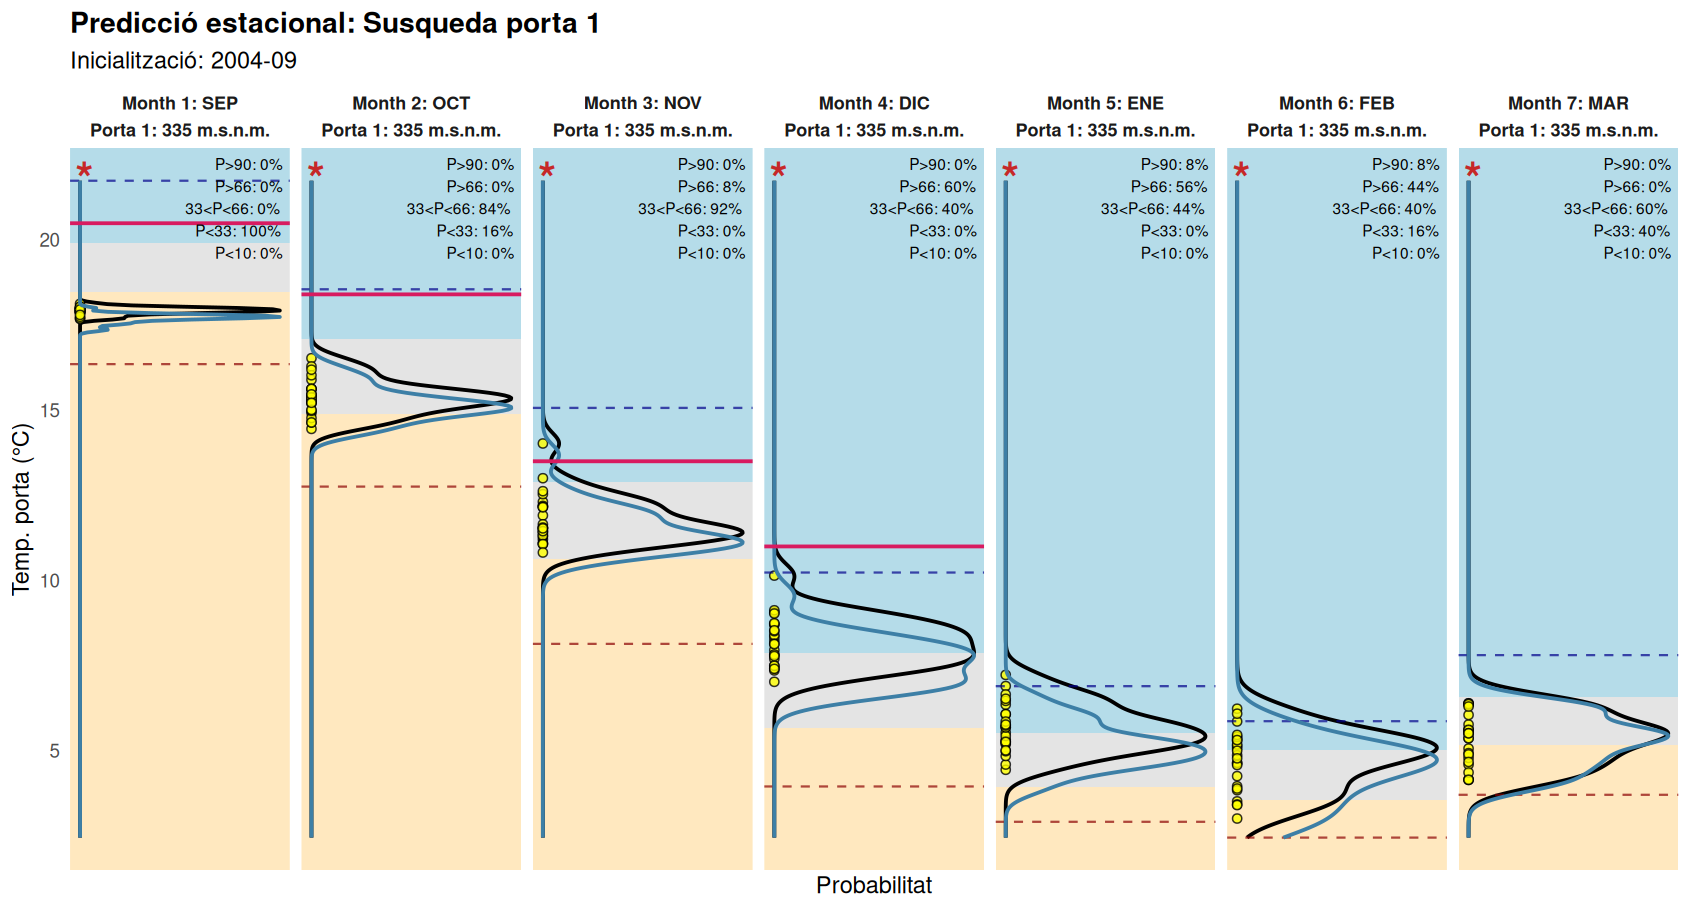 Predicció estacional: Susqueda porta 1
Inicialització: 2004-09
Month 1: SEP
Porta 1: 335 m.s.n.m.
Month 2: OCT
Porta 1: 335 m.s.n.m.
Month 3: NOV
Porta 1: 335 m.s.n.m.
Month 4: DIC
Porta 1: 335 m.s.n.m.
Month 5: ENE
Porta 1: 335 m.s.n.m.
Month 6: FEB
Porta 1: 335 m.s.n.m.
Month 7: MAR
Porta 1: 335 m.s.n.m.
*
P>90: 0%
P>66: 0%
33<P<66: 0%
P<33: 100%
P<10: 0%
*
P>90: 0%
P>66: 0%
33<P<66: 84%
P<33: 16%
P<10: 0%
*
P>90: 0%
P>66: 8%
33<P<66: 92%
P<33: 0%
P<10: 0%
*
P>90: 0%
P>66: 60%
33<P<66: 40%
P<33: 0%
P<10: 0%
*
P>90: 8%
P>66: 56%
33<P<66: 44%
P<33: 0%
P<10: 0%
*
P>90: 8%
P>66: 44%
33<P<66: 40%
P<33: 16%
P<10: 0%
*
P>90: 0%
P>66: 0%
33<P<66: 60%
P<33: 40%
P<10: 0%
20
15
10
5
Temp. porta (°C)
Probabilitat